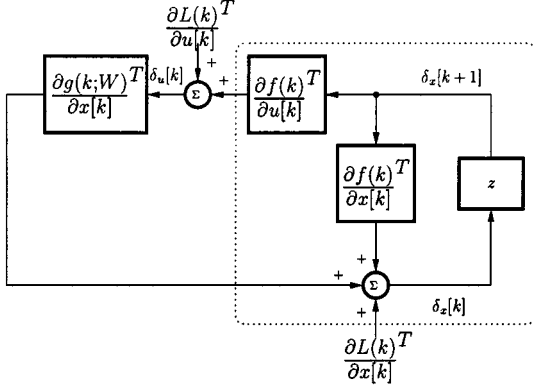 ∂L(k)^T / ∂u[k]
+
∂g(k;W)^T / ∂x[k]
δ_u[k]
Σ
+
∂f(k)^T / ∂u[k]
δ_x[k+1]
∂f(k)^T / ∂x[k]
z
+
+
Σ
+
δ_x[k]
∂L(k)^T / ∂x[k]